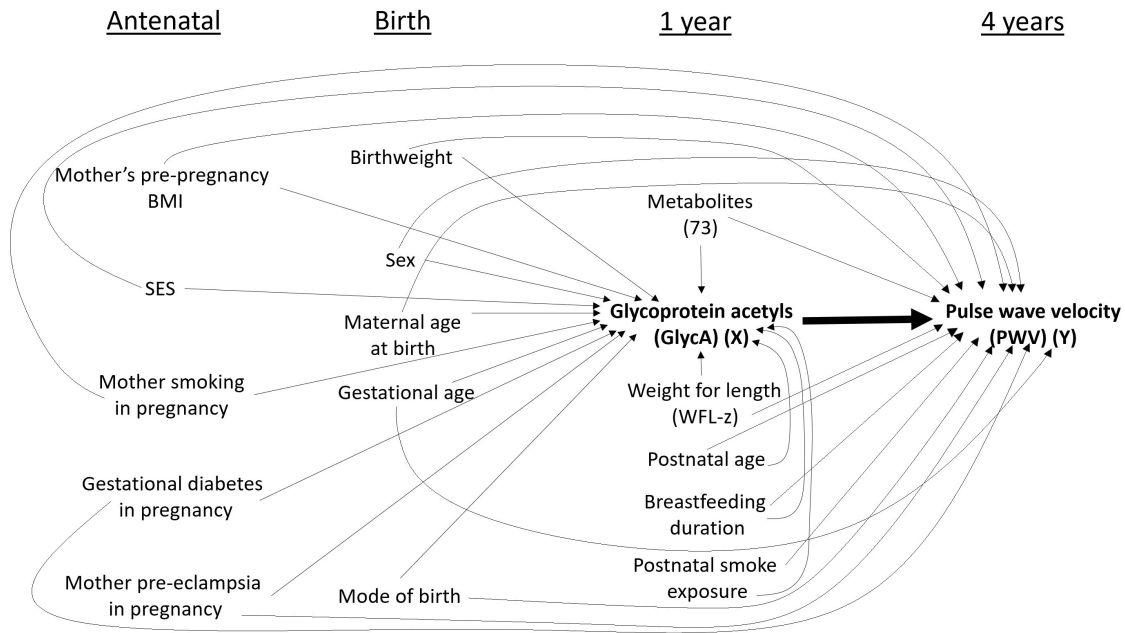 Antenatal
Birth
1 year
4 years
Mother’s pre-pregnancy
BMI
SES
Mother smoking
in pregnancy
Gestational diabetes
in pregnancy
Mother pre-eclampsia
in pregnancy
Birthweight
Sex
Maternal age
at birth
Gestational age
Mode of birth
Metabolites
(73)
Glycoprotein acetyls
(GlycA) (X)
Weight for length
(WFL-z)
Postnatal age
Breastfeeding
duration
Postnatal smoke
exposure
Pulse wave velocity
(PWV) (Y)